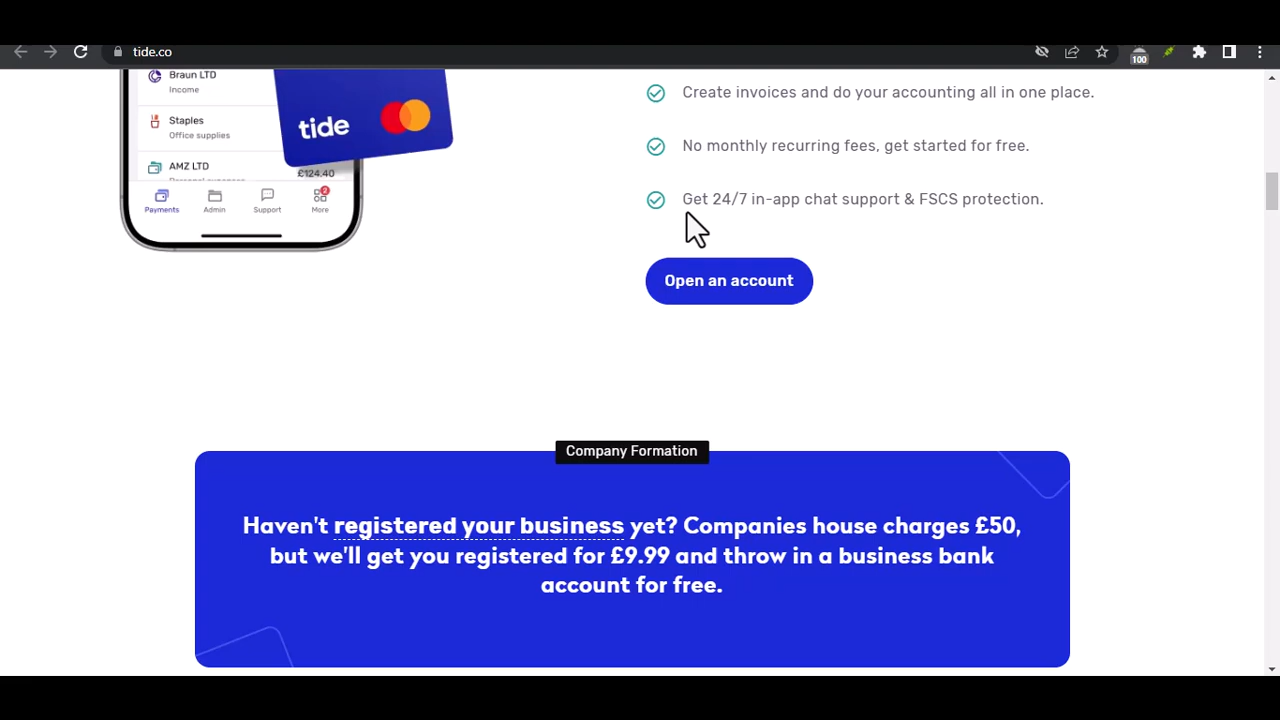 tide.co
100
Braun LTD
Income
Staples
Office supplies
AMZ LTD
£124.40
Payments
Admin
Support
2
More
tide
Create invoices and do your accounting all in one place.
No monthly recurring fees, get started for free.
Get 24/7 in-app chat support & FSCS protection.
Open an account
Company Formation
Haven't registered your business yet? Companies house charges £50,
but we'll get you registered for £9.99 and throw in a business bank
account for free.